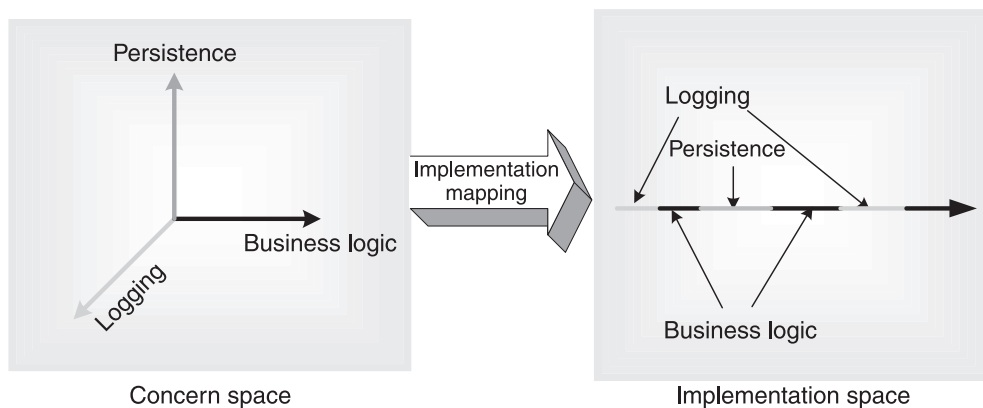 Persistence
Business logic
Logging
Concern space
Implementation
mapping
Logging
Persistence
Business logic
Implementation space